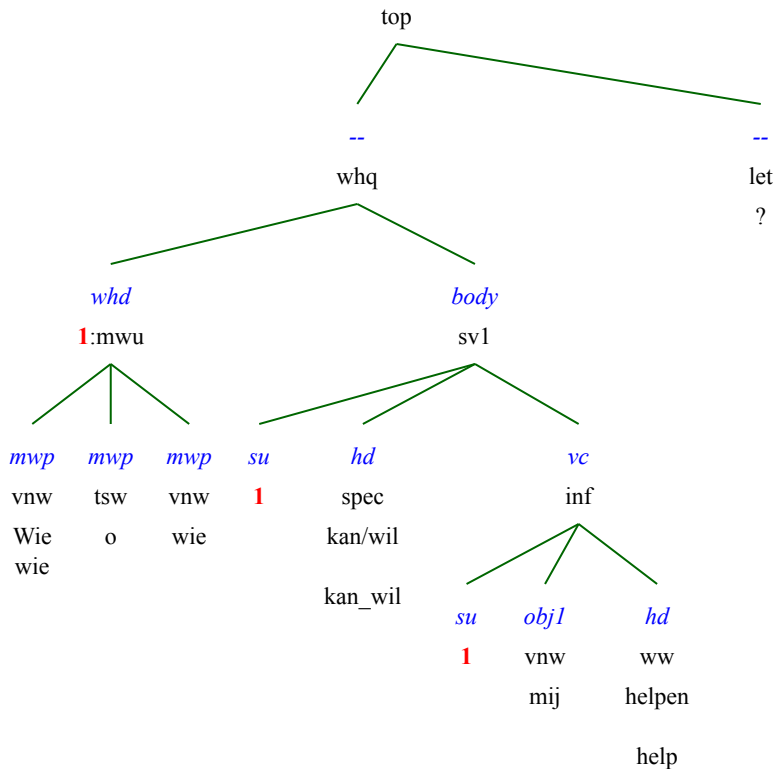 top
-- --
whq let
?
whd body
1:mwu sv1
mwp mwp mwp su hd vc
vnw tsw vnw 1 spec inf
Wie o wie kan/wil
wie
kan_wil
su obj1 hd
1 vnw ww
mij helpen
help